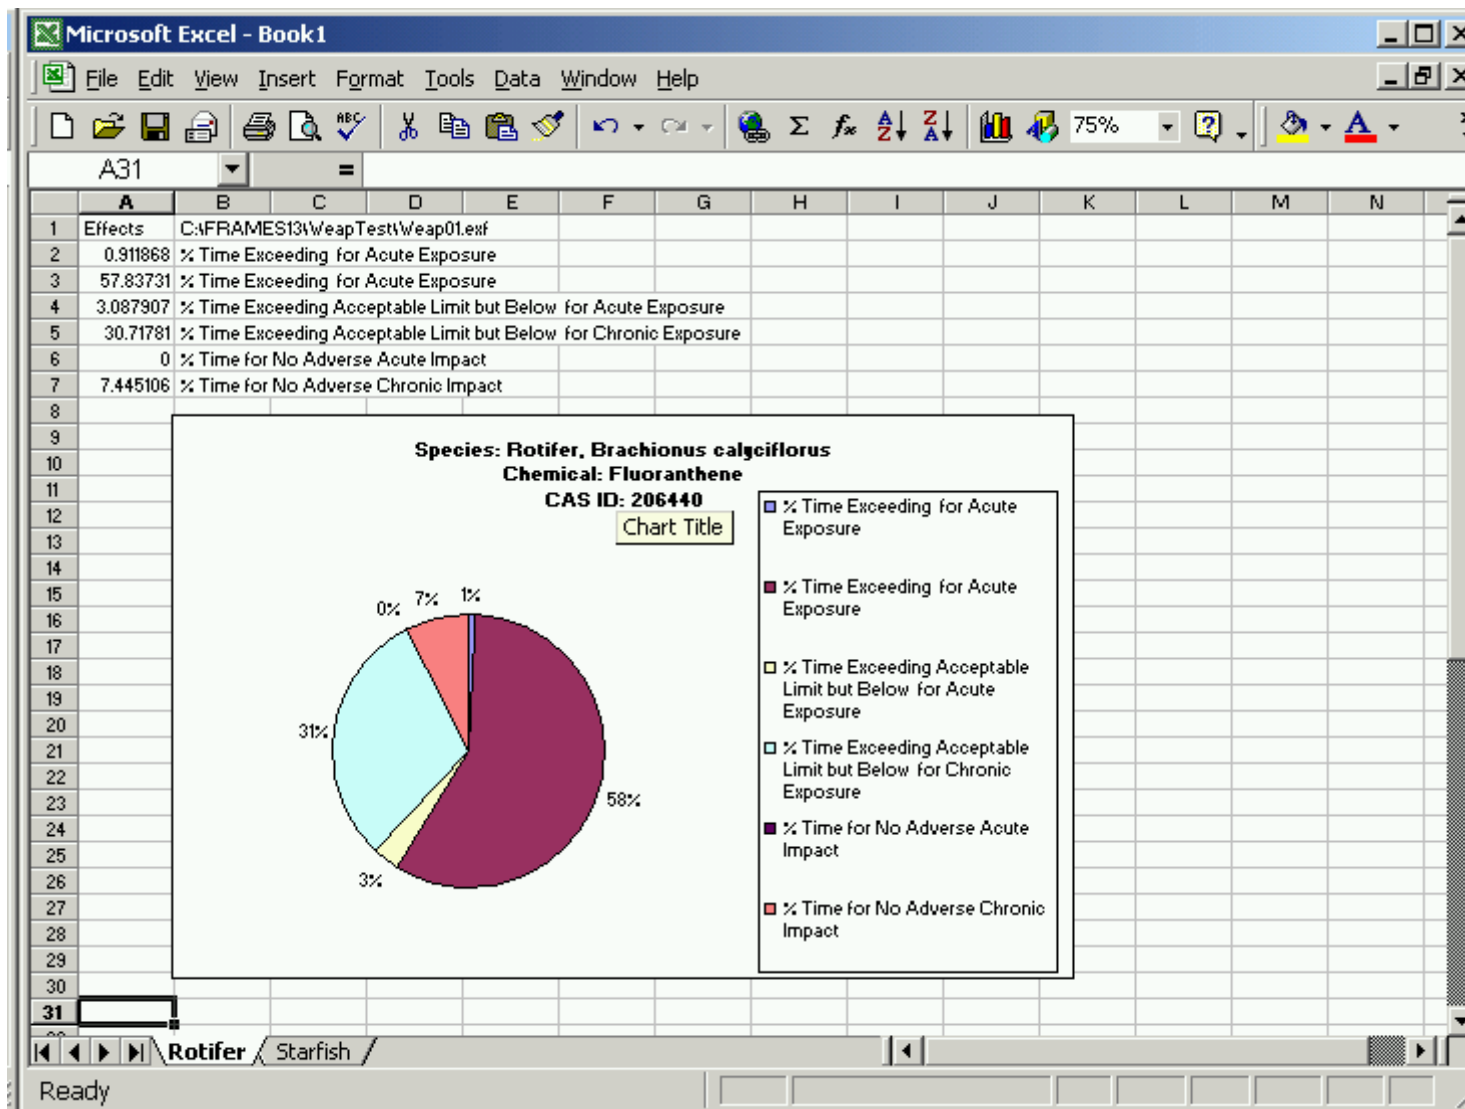 Microsoft Excel - Book1
File Edit View Insert Format Tools Data Window Help
ABC Σ fx A Z Z A 75% ? A
A31 =
A B C D E F G H I J K L M N
1 Effects C:\FRAMES13\WeapTest\Weap01.exf
2 0.911868 % Time Exceeding for Acute Exposure
3 57.83731 % Time Exceeding for Acute Exposure
4 3.087907 % Time Exceeding Acceptable Limit but Below for Acute Exposure
5 30.71781 % Time Exceeding Acceptable Limit but Below for Chronic Exposure
6 0 % Time for No Adverse Acute Impact
7 7.445106 % Time for No Adverse Chronic Impact
8
9
10
11
12
13
14
15
16
17
18
19
20
21
22
23
24
25
26
27
28
29
30
31
Species: Rotifer, Brachionus calyciflorus
Chemical: Fluoranthene
CAS ID: 206440
Chart Title
0% 7% 1%
31%
58%
3%
% Time Exceeding for Acute
Exposure
% Time Exceeding for Acute
Exposure
% Time Exceeding Acceptable
Limit but Below for Acute
Exposure
% Time Exceeding Acceptable
Limit but Below for Chronic
Exposure
% Time for No Adverse Acute
Impact
% Time for No Adverse Chronic
Impact
Rotifer Starfish
Ready